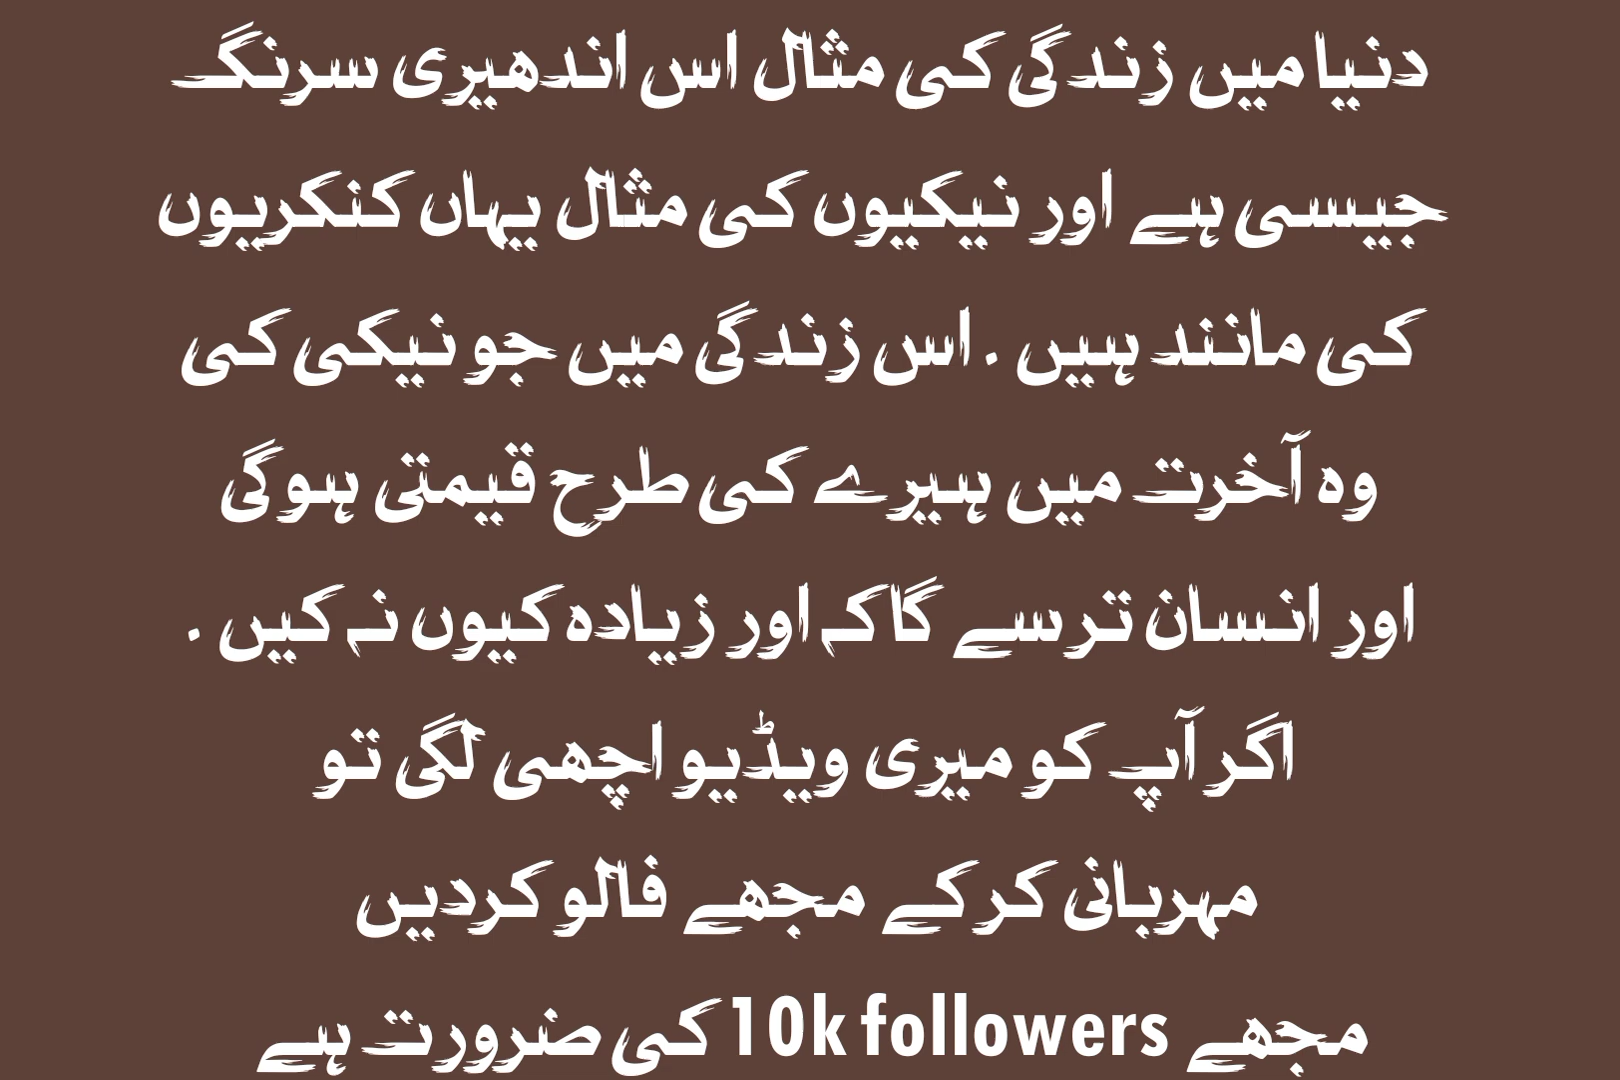 دنیا میں زندگی کی مثال اس اندھیری سرنگ
جیسی ہے اور نیکیوں کی مثال یہاں کنکریوں
کی مانند ہیں . اس زندگی میں جو نیکی کی
وہ آخرت میں ہیرے کی طرح قیمتی ہوگی
اور انسان ترسے گا کہ اور زیادہ کیوں نہ کیں .
اگر آپ کو میری ویڈیو اچھی لگی تو
مہربانی کرکے مجھے فالو کردیں
مجھے 10k followers کی ضرورت ہے